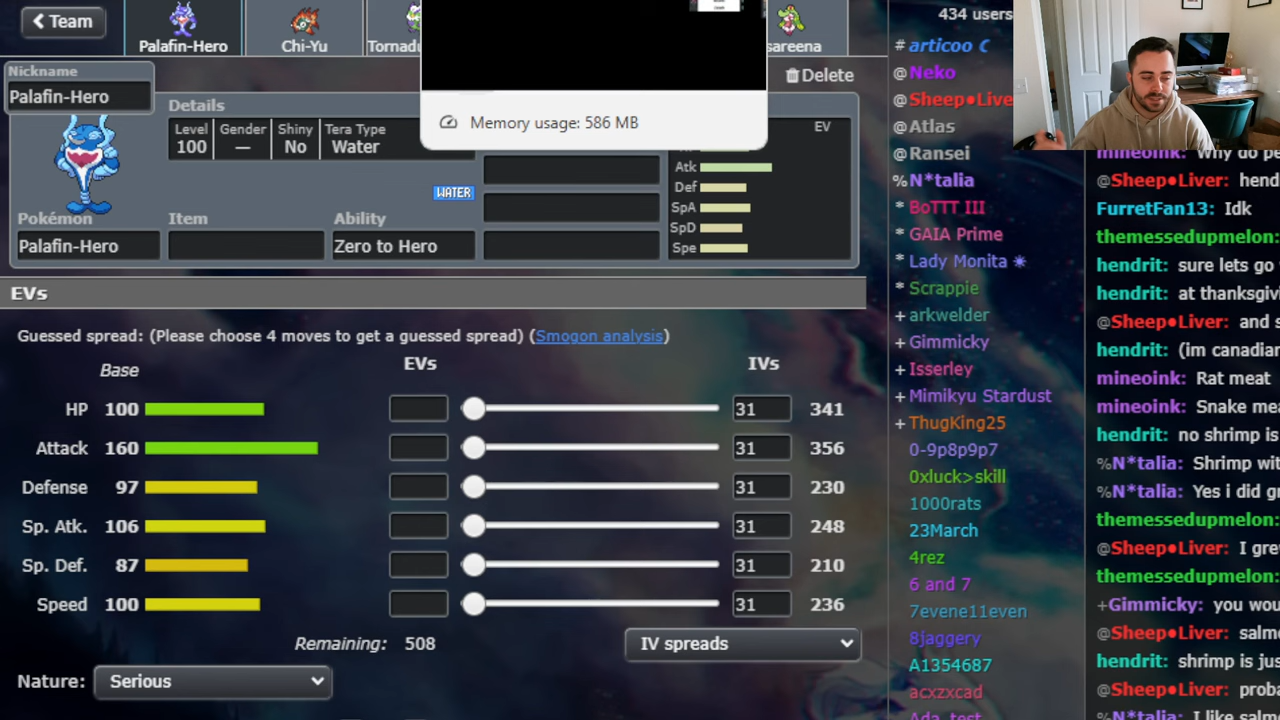 Team
Palafin-Hero
Chi-Yu
Tornadu
sareena
Nickname
Palafin-Hero
Details
Delete
Level
100
Gender
—
Shiny
No
Tera Type
Water
Memory usage: 586 MB
EV
Atk
Def
SpA
SpD
Spe
WATER
Pokémon
Palafin-Hero
Item
Ability
Zero to Hero
EVs
Guessed spread: (Please choose 4 moves to get a guessed spread) (Smogon analysis)
Base
EVs
IVs
HP 100 31 341
Attack 160 31 356
Defense 97 31 230
Sp. Atk. 106 31 248
Sp. Def. 87 31 210
Speed 100 31 236
Remaining: 508
IV spreads
Nature: Serious
434 users
# articoo C
@ Neko
@ Sheep●Live
@ Atlas
@ Ransei
% N*talia
* BoTTT III
* GAIA Prime
* Lady Monita ☀
* Scrappie
+ arkwelder
+ Gimmicky
+ Isserley
+ Mimikyu Stardust
+ ThugKing25
0-9p8p9p7
0xluck>skill
1000rats
23March
4rez
6 and 7
7evene11even
8jaggery
A1354687
acxzxcad
Ada_test
mineoink: Why do pe
@Sheep●Liver: hend
FurretFan13: Idk
themessedupmelon:
hendrit: sure lets go
hendrit: at thanksgivi
@Sheep●Liver: and s
hendrit: (im canadian
mineoink: Rat meat
mineoink: Snake mea
hendrit: no shrimp is
%N*talia: Shrimp wit
%N*talia: Yes i did gr
themessedupmelon:
@Sheep●Liver: I grew
themessedupmelon:
+Gimmicky: you wou
@Sheep●Liver: salmo
hendrit: shrimp is jus
@Sheep●Liver: proba
%N*talia: I like salm